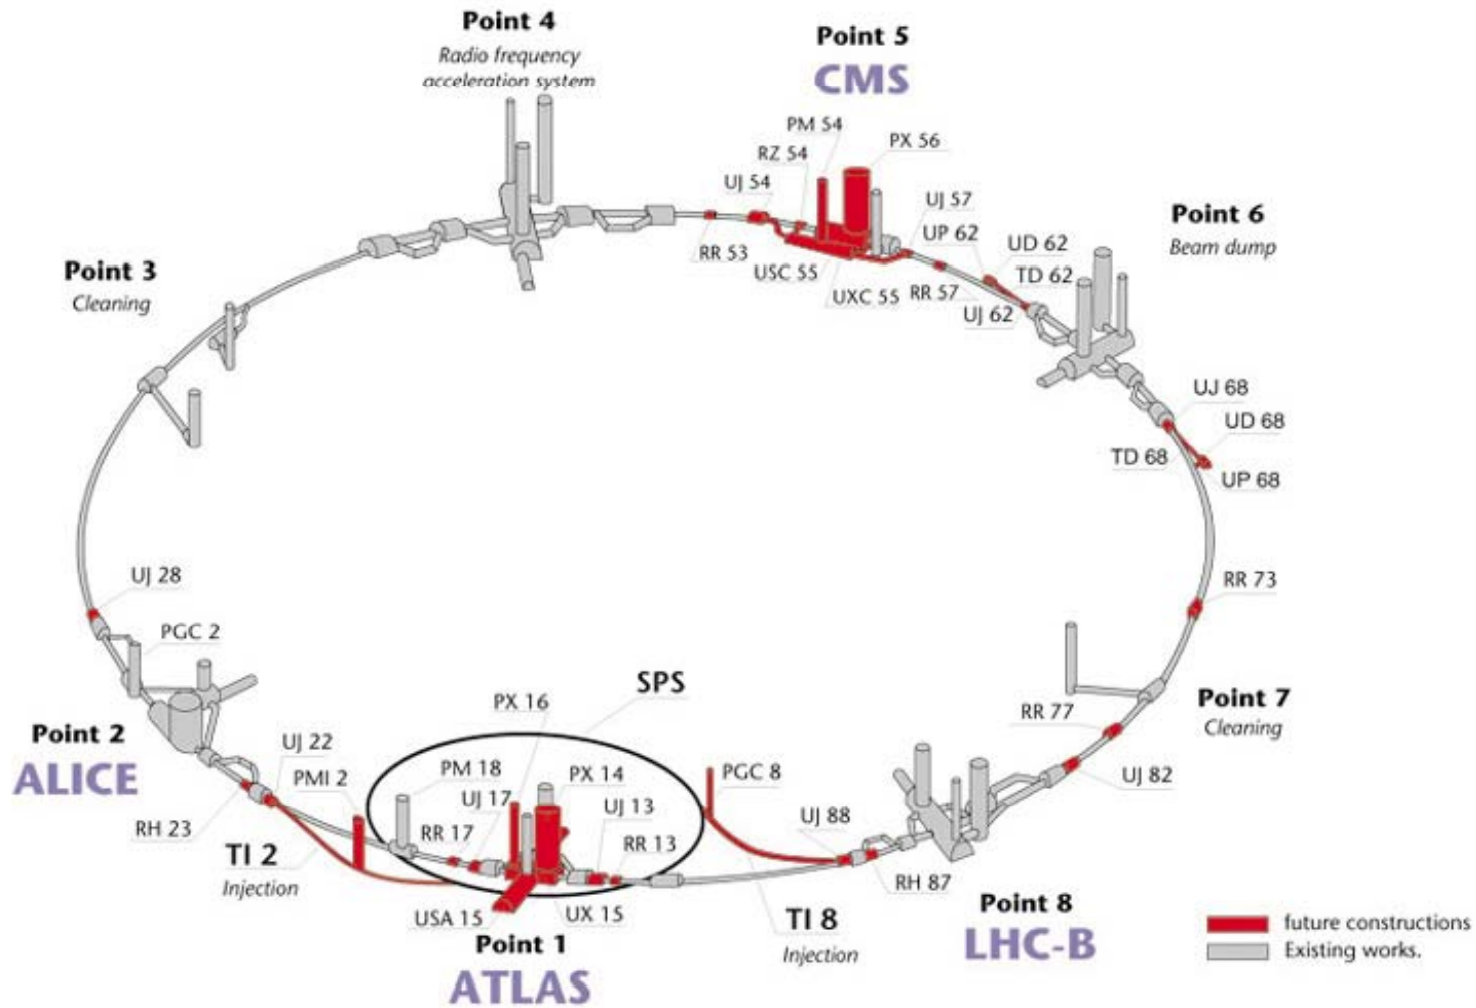 Point 4
Radio frequency
acceleration system
Point 5
CMS
PM 54
PX 56
RZ 54
UJ 54
UJ 57
UP 62
UD 62
TD 62
RR 53
USC 55
UXC 55
RR 57
UJ 62
Point 6
Beam dump
Point 3
Cleaning
UJ 68
UD 68
TD 68
UP 68
UJ 28
RR 73
PGC 2
SPS
PX 16
Point 7
Cleaning
RR 77
UJ 82
Point 2
ALICE
UJ 22
PMI 2
RH 23
TI 2
Injection
PM 18
PX 14
UJ 17
UJ 13
RR 17
RR 13
PGC 8
UJ 88
RH 87
USA 15
UX 15
Point 1
ATLAS
TI 8
Injection
Point 8
LHC-B
future constructions
Existing works.